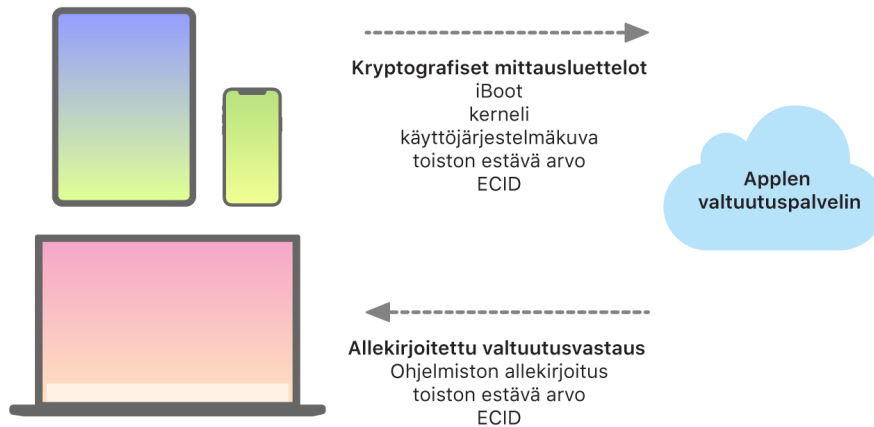 Kryptografiset mittausluettelot
iBoot
kerneli
käyttöjärjestelmäkuva
toiston estävä arvo
ECID
Applen
valtuutuspalvelin
Allekirjoitettu valtuutusvastaus
Ohjelmiston allekirjoitus
toiston estävä arvo
ECID